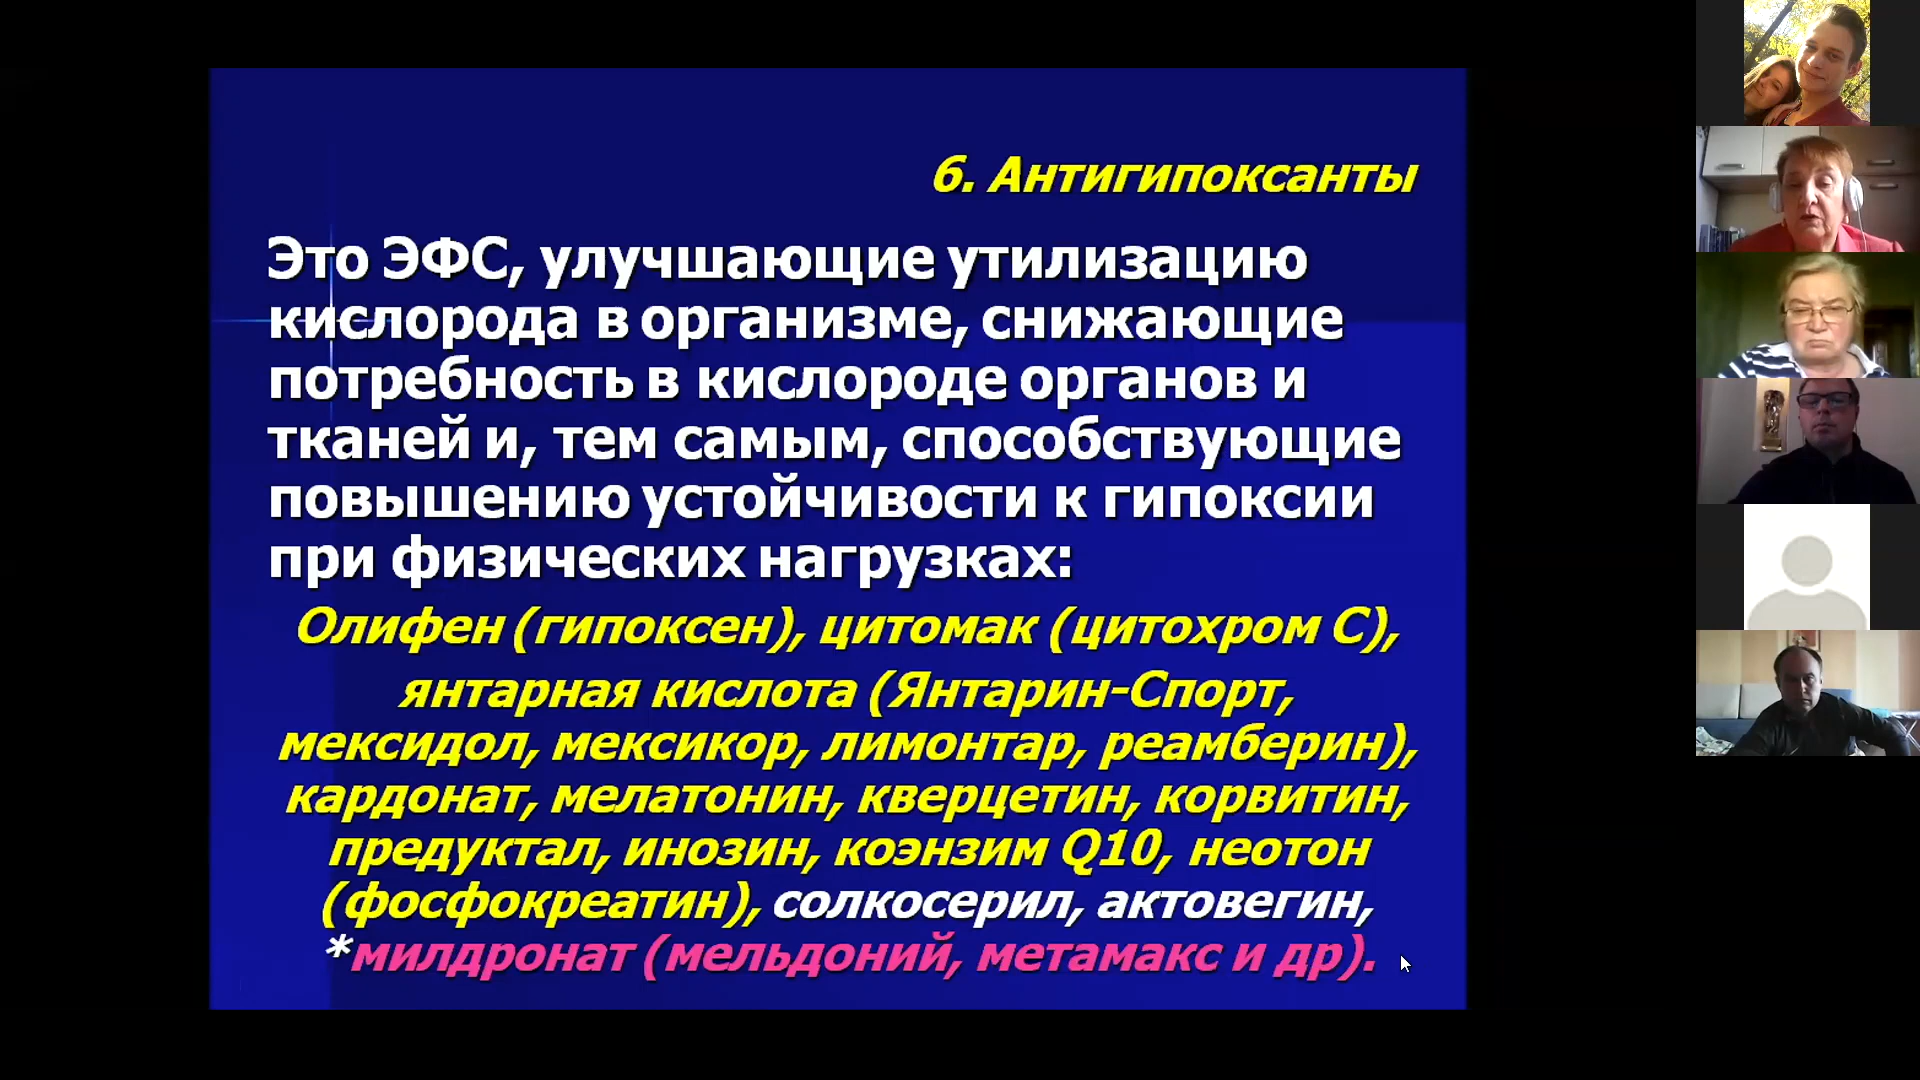 6. Антигипоксанты
Это ЭФС, улучшающие утилизацию
кислорода в организме, снижающие
потребность в кислороде органов и
тканей и, тем самым, способствующие
повышению устойчивости к гипоксии
при физических нагрузках:
Олифен (гипоксен), цитомак (цитохром С),
янтарная кислота (Янтарин-Спорт,
мексидол, мексикор, лимонтар, реамберин),
кардонат, мелатонин, кверцетин, корвитин,
предуктал, инозин, коэнзим Q10, неотон
(фосфокреатин), солкосерил, актовегин,
*милдронат (мельдоний, метамакс и др).